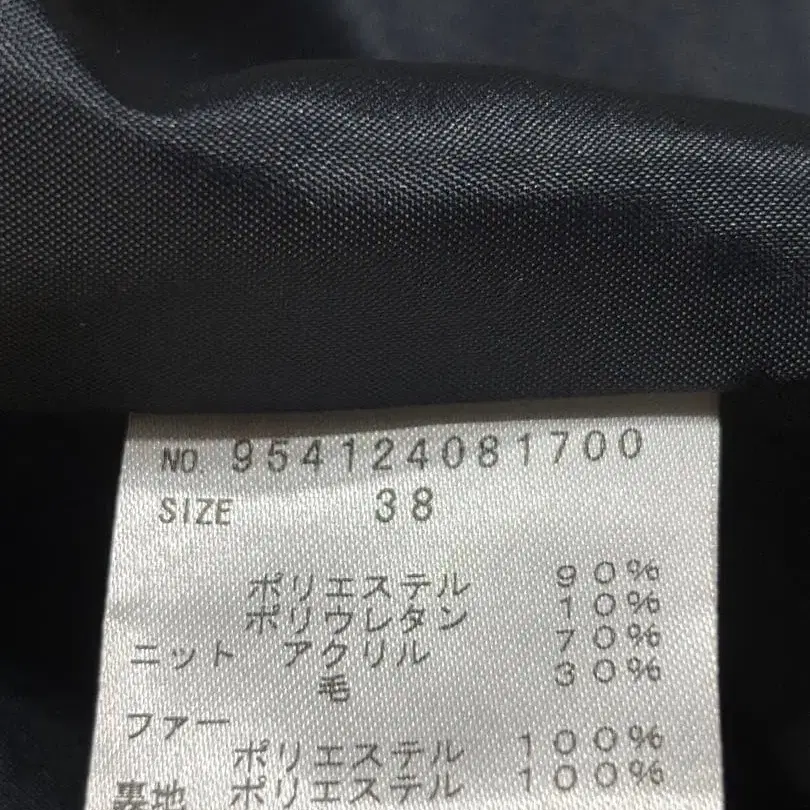 NO. 954124081700
SIZE 38
ポリエステル 90%
ポリウレタン 10%
ニット アクリル 70%
毛 30%
ファー
ポリエステル 100%
裏地 ポリエステル 100%